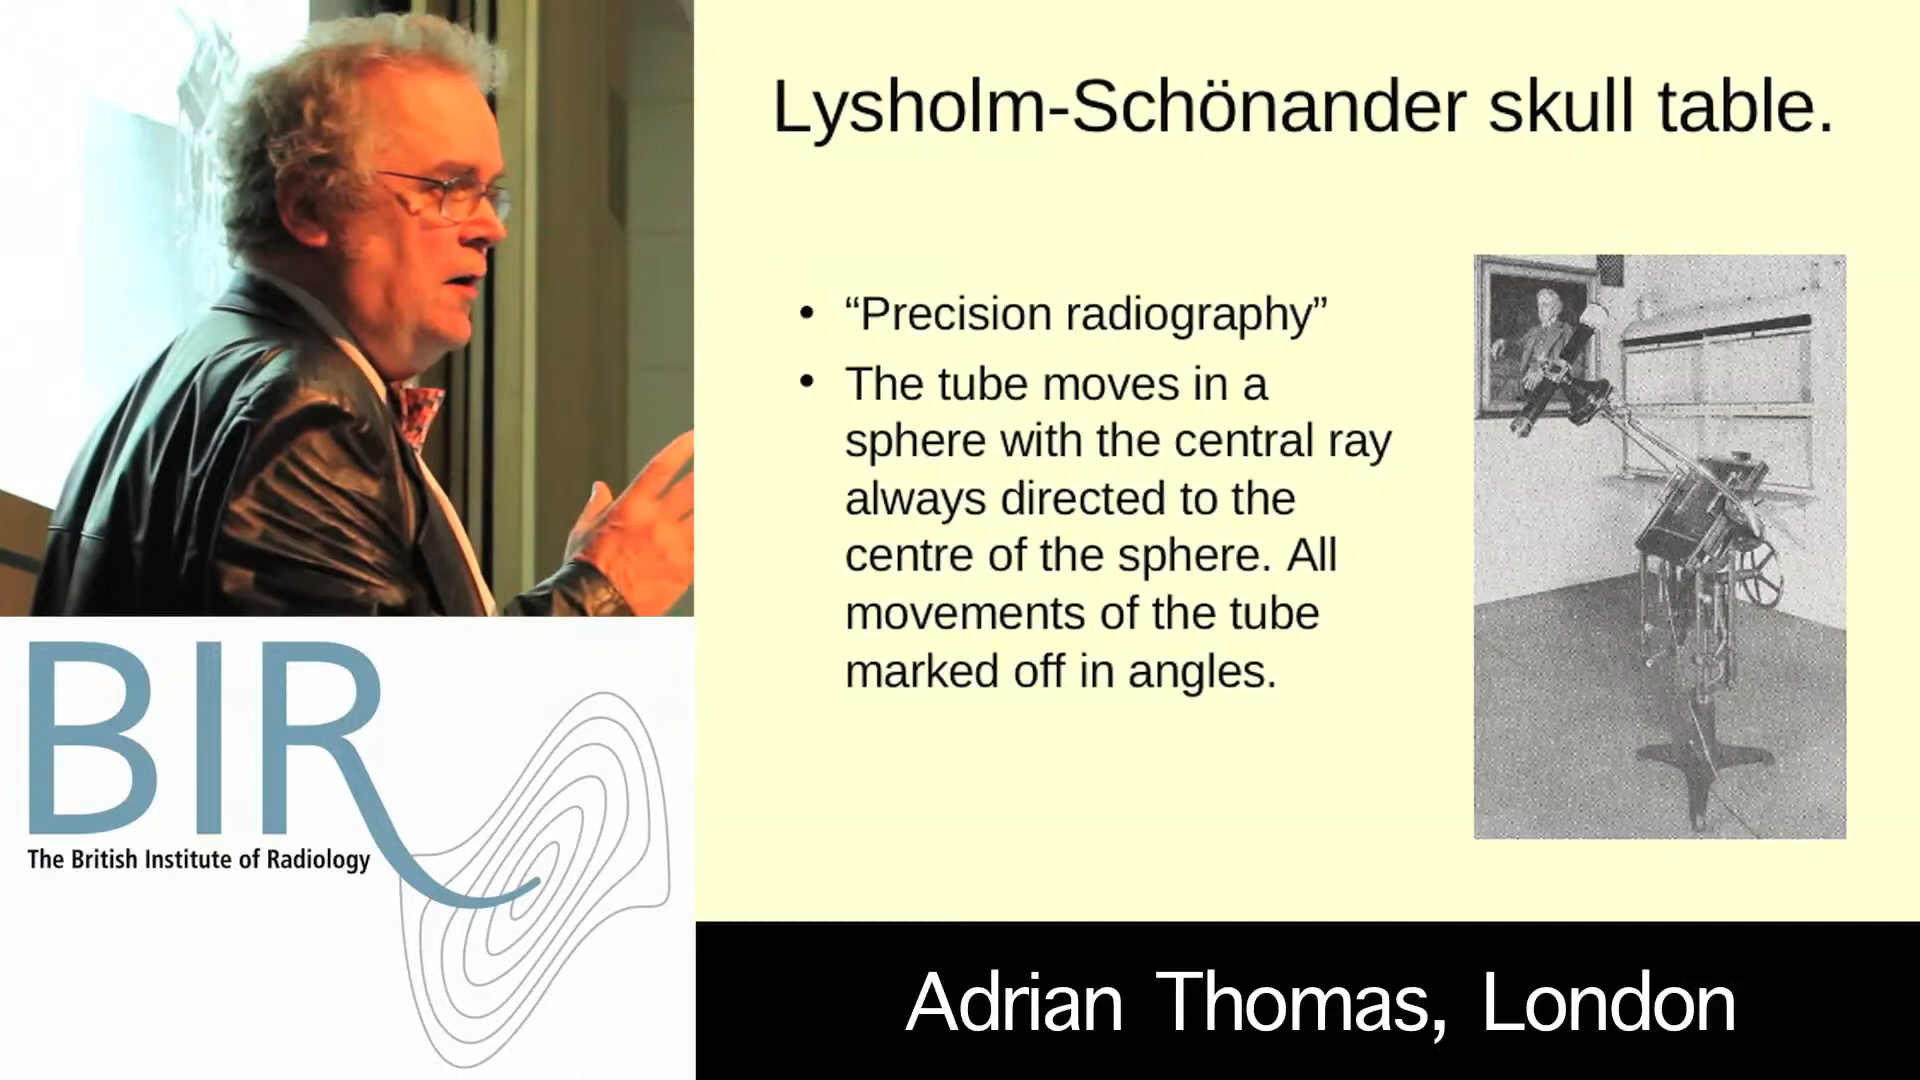 Lysholm-Schönander skull table.
• “Precision radiography”
• The tube moves in a
sphere with the central ray
always directed to the
centre of the sphere. All
movements of the tube
marked off in angles.
BIR
The British Institute of Radiology
Adrian Thomas, London